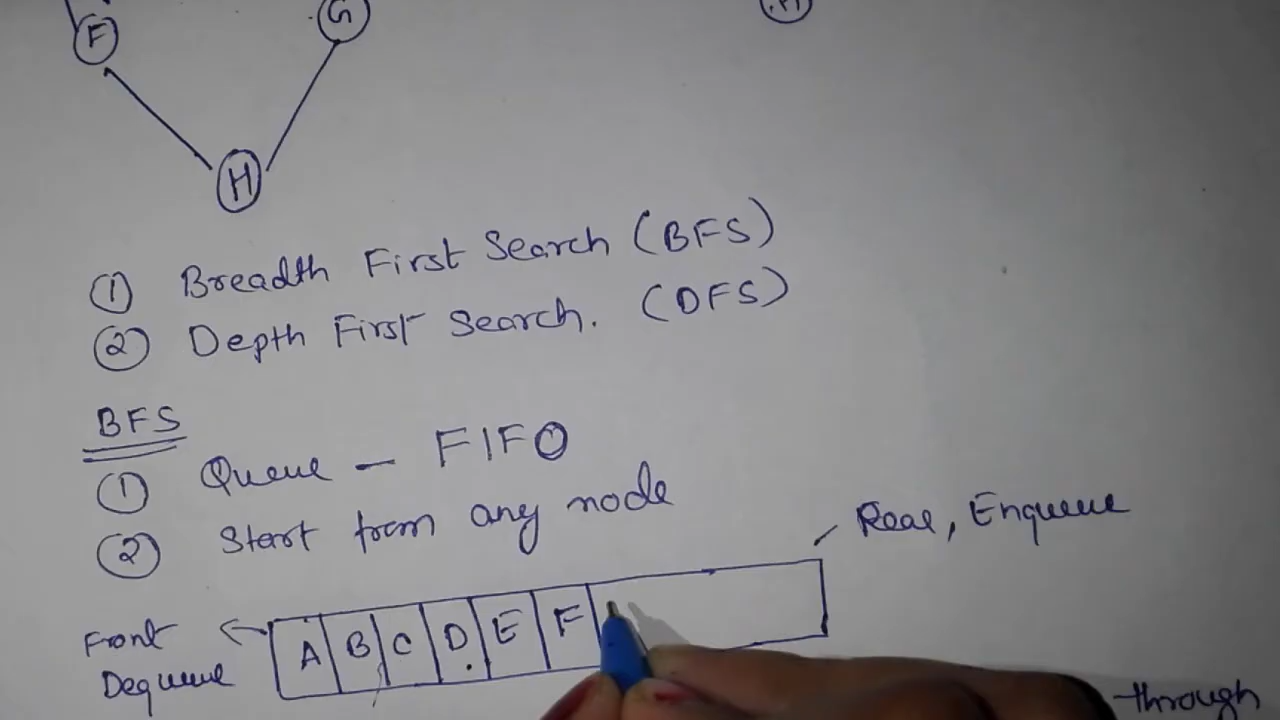 F
G
H
① Breadth First Search (BFS)
② Depth First Search. (DFS)
BFS
① Queue - FIFO
② Start from any node
Rear, Enqueue
Front
Dequeue
A B C D E F
through